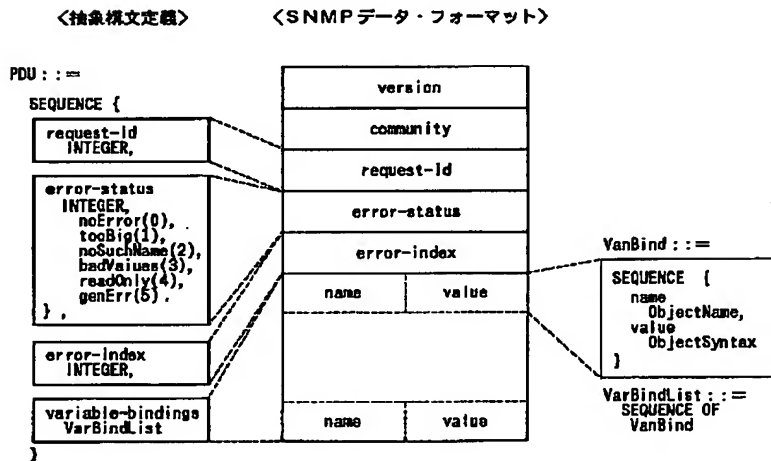 〈抽象構文定義〉
〈SNMPデータ・フォーマット〉
PDU::=
SEQUENCE {
request-id
INTEGER,
error-status
INTEGER,
noError(0),
tooBig(1),
noSuchName(2),
badValues(3),
readOnly(4),
genErr(5).
},
error-index
INTEGER,
variable-bindings
VarBindList
}
version
community
request-id
error-status
error-index
name value
name value
VanBind::=
SEQUENCE {
name
ObjectName,
value
ObjectSyntax
}
VarBindList::=
SEQUENCE OF
VanBind